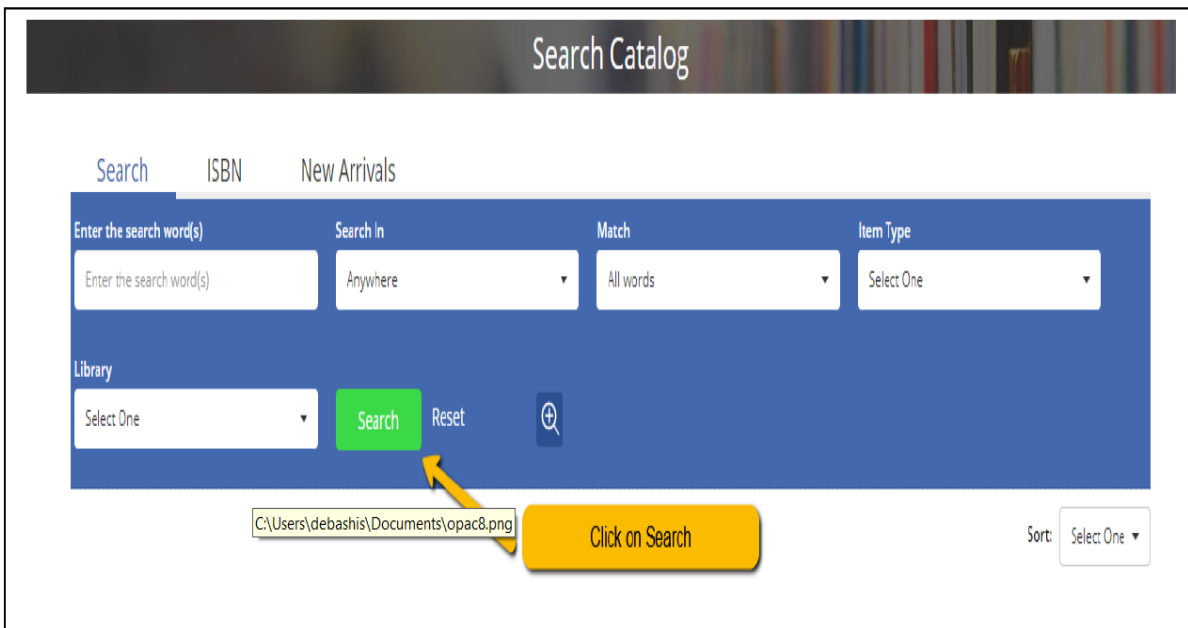 Search Catalog
Search ISBN New Arrivals
Enter the search word(s) Search In Match Item Type
Enter the search word(s) Anywhere All words Select One
Library
Select One Search Reset
C:\Users\debashis\Documents\opac8.png
Click on Search
Sort: Select One